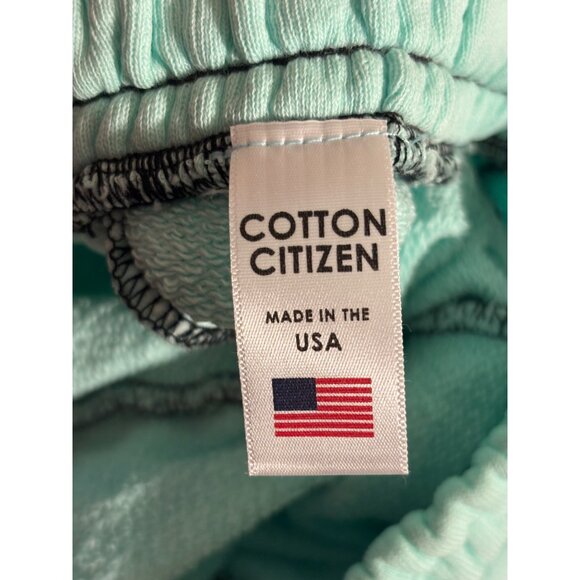 COTTON
CITIZEN
MADE IN THE
USA